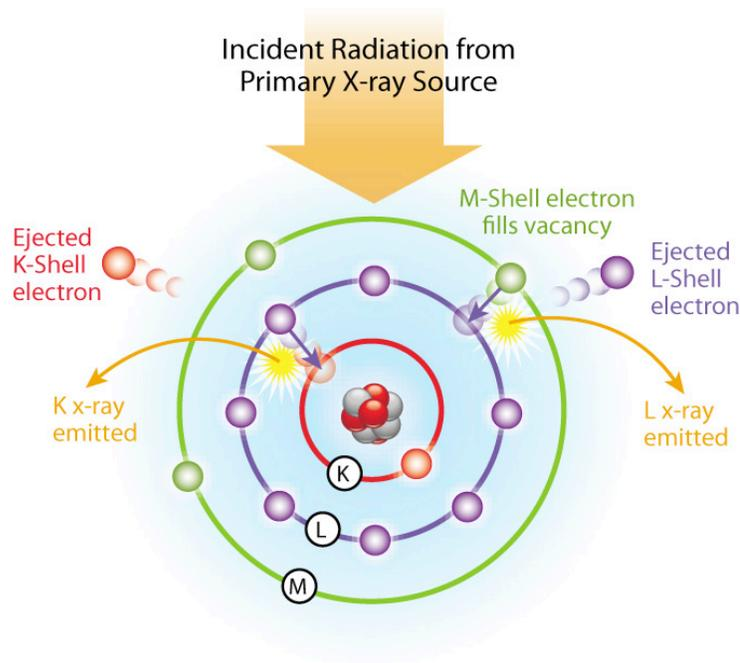 Incident Radiation from
Primary X-ray Source
M-Shell electron
fills vacancy
Ejected
K-Shell
electron
Ejected
L-Shell
electron
K x-ray
emitted
L x-ray
emitted
K
L
M